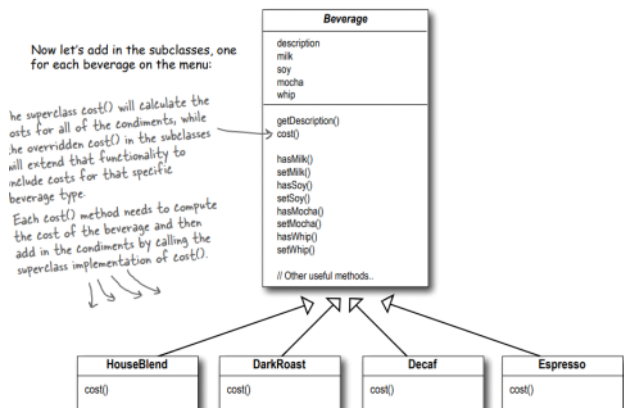 Beverage
Now let's add in the subclasses, one
for each beverage on the menu:
description
milk
soy
mocha
whip
he superclass cost() will calculate the
osts for all of the condiments, while
he overridden cost() in the subclasses
ill extend that functionality to
nclude costs for that specific
beverage type.
Each cost() method needs to compute
the cost of the beverage and then
add in the condiments by calling the
superclass implementation of cost().
getDescription()
cost()
hasMilk()
setMilk()
hasSoy()
setSoy()
hasMocha()
setMocha()
hasWhip()
setWhip()
// Other useful methods..
HouseBlend
cost()
DarkRoast
cost()
Decaf
cost()
Espresso
cost()